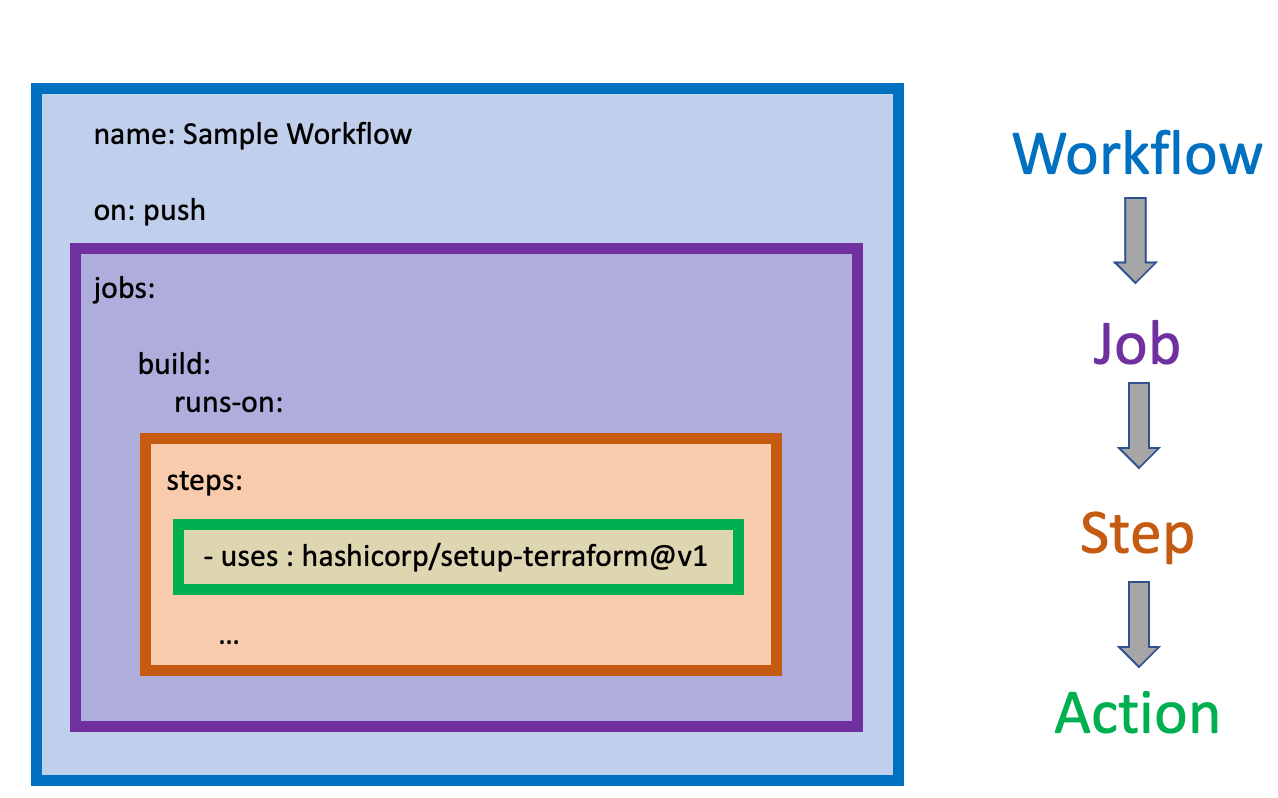 name: Sample Workflow
on: push
jobs:
build:
runs-on:
steps:
- uses : hashicorp/setup-terraform@v1
...
Workflow
Job
Step
Action